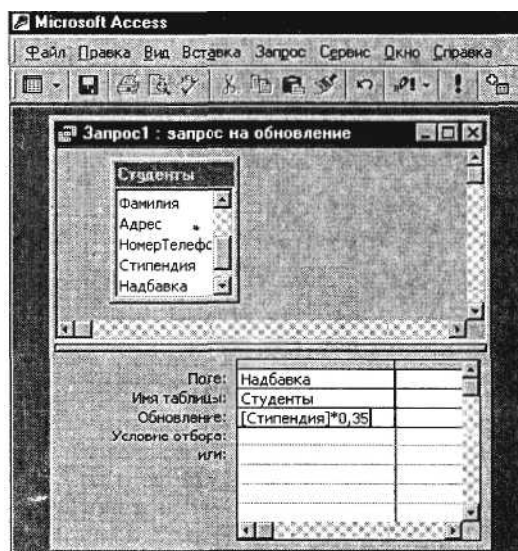 Microsoft Access
Файл Правка Вид Вставка Запрос Сервис Окно Справка
Запрос1 : запрос на обновление
Студенты
Фамилия
Адрес
НомерТелефо
Стипендия
Надбавка
Поле: Надбавка
Имя таблицы: Студенты
Обновление: [Стипендия]*0,35
Условие отбора:
или: